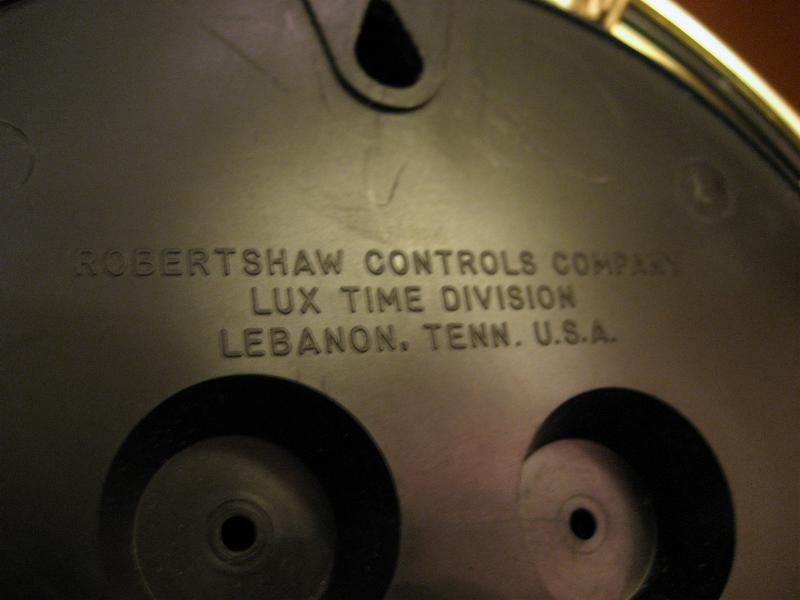 ROBERTSHAW CONTROLS COMPANY
LUX TIME DIVISION
LEBANON, TENN. U.S.A.